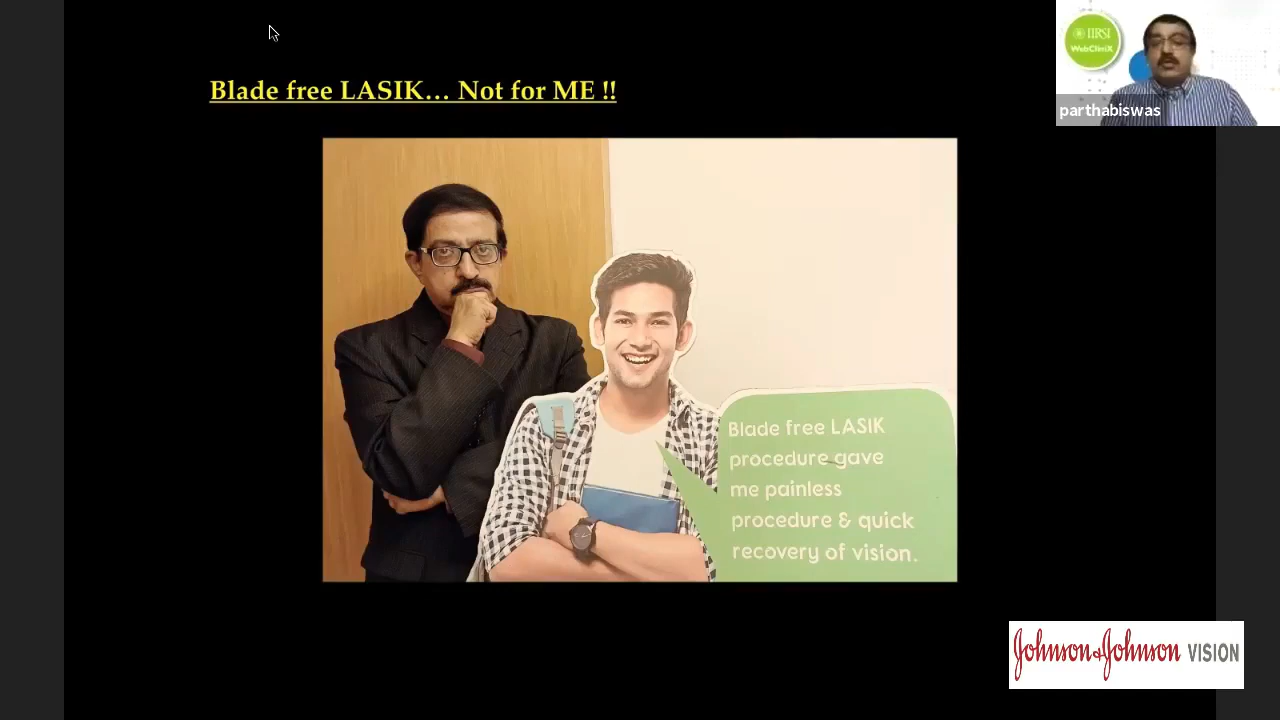 Blade free LASIK... Not for ME !!
IIRSI
WebCliniX
parthabiswas
Blade free LASIK
procedure gave
me painless
procedure & quick
recovery of vision.
Johnson & Johnson VISION